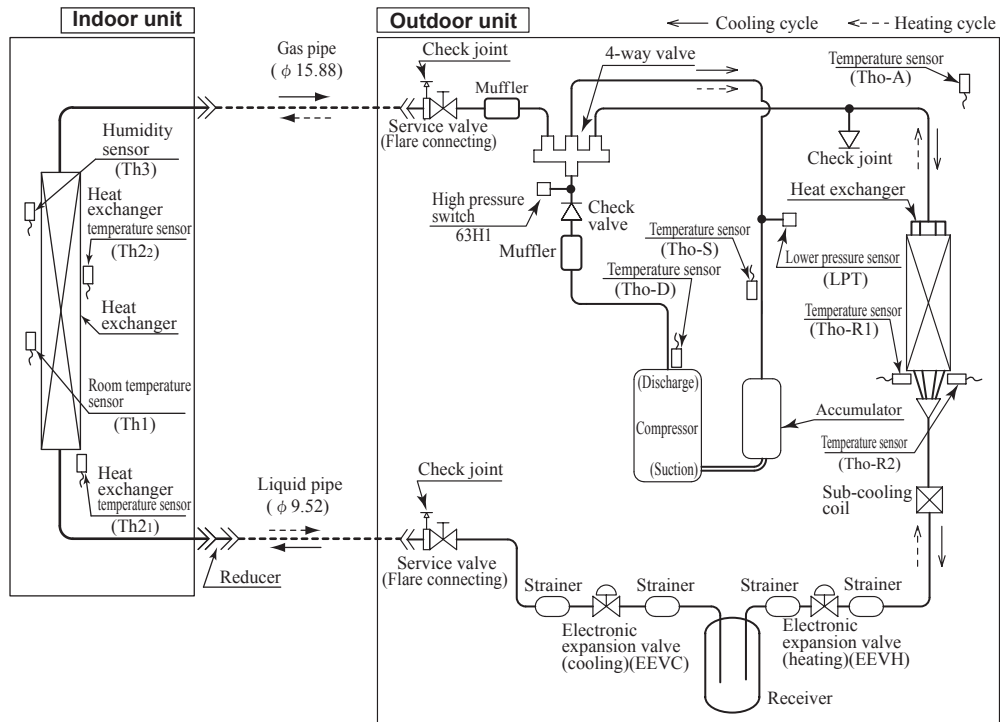 Indoor unit
Outdoor unit
Cooling cycle
Heating cycle
Gas pipe
( φ 15.88)
Check joint
4-way valve
Temperature sensor
(Tho-A)
Muffler
Service valve
(Flare connecting)
Check joint
Humidity
sensor
(Th3)
Heat
exchanger
temperature sensor
(Th2₂)
High pressure
switch
63H1
Check
valve
Muffler
Heat exchanger
Temperature sensor
(Tho-S)
Lower pressure sensor
(LPT)
Temperature sensor
(Tho-D)
Heat
exchanger
Temperature sensor
(Tho-R1)
Room temperature
sensor
(Th1)
(Discharge)
Compressor
(Suction)
Accumulator
Temperature sensor
(Tho-R2)
Heat
exchanger
temperature sensor
(Th2₁)
Liquid pipe
( φ 9.52)
Check joint
Sub-cooling
coil
Reducer
Service valve
(Flare connecting)
Strainer
Strainer
Strainer
Strainer
Electronic
expansion valve
(cooling)(EEVC)
Electronic
expansion valve
(heating)(EEVH)
Receiver